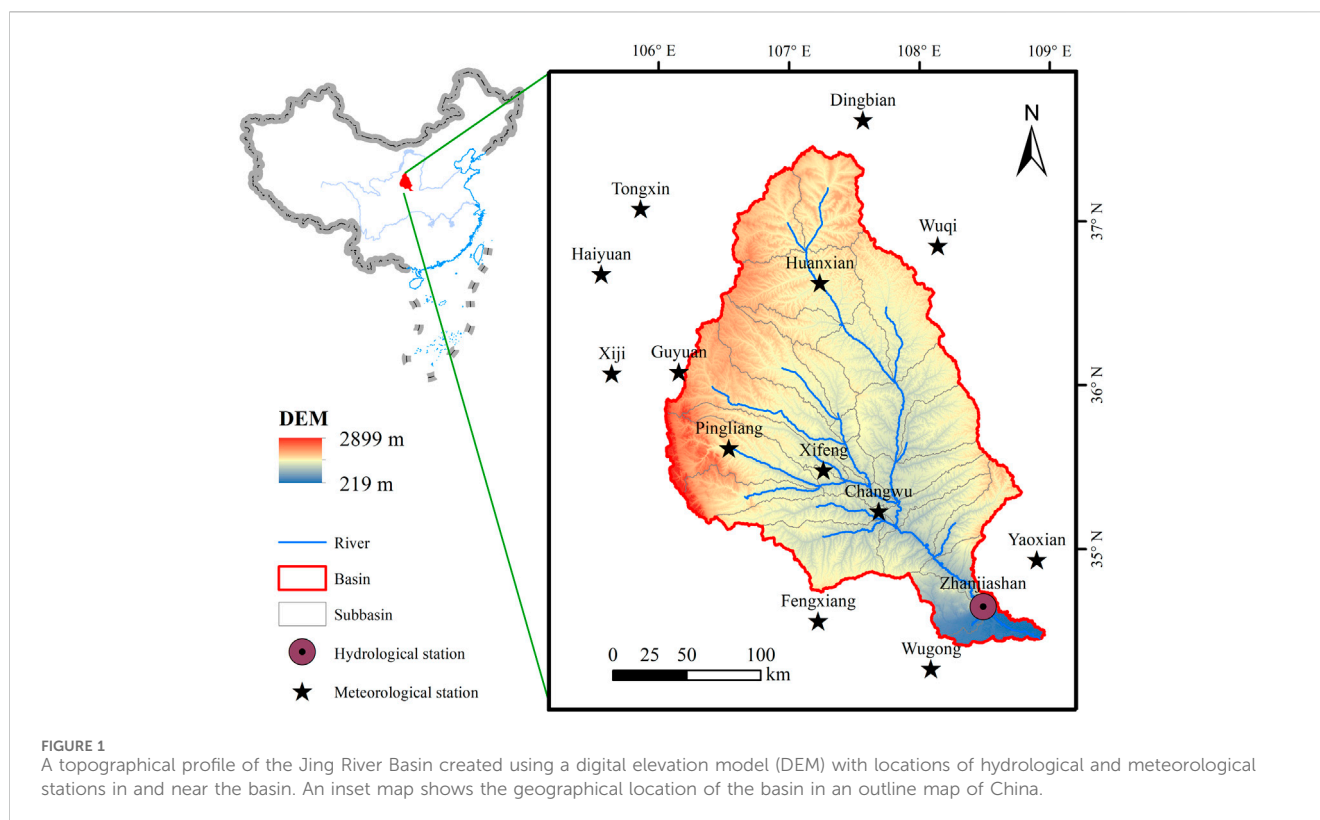 106° E 107° E 108° E 109° E
Dingbian
N
Tongxin
Wuqi
37° N
Haiyuan
Huanxian
Xiji
Guyuan
36° N
DEM
2899 m
219 m
Pingliang
Xifeng
Changwu
35° N
Yaoxian
Zhanjiashan
Fengxiang
Wugong
River
Basin
Subbasin
Hydrological station
Meteorological station
0 25 50 100
km
FIGURE 1
A topographical profile of the Jing River Basin created using a digital elevation model (DEM) with locations of hydrological and meteorological
stations in and near the basin. An inset map shows the geographical location of the basin in an outline map of China.